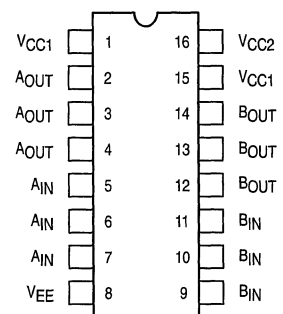 VCC1 1 16 VCC2
AOUT 2 15 VCC1
AOUT 3 14 BOUT
AOUT 4 13 BOUT
AIN 5 12 BOUT
AIN 6 11 BIN
AIN 7 10 BIN
VEE 8 9 BIN